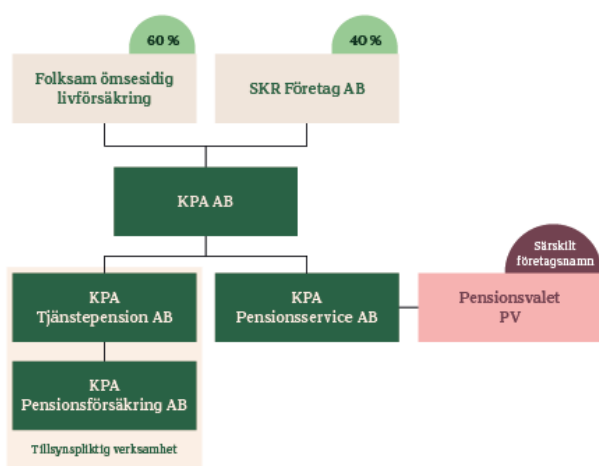 60 %
40 %
Folksam ömsesidig
livförsäkring
SKR Företag AB
KPA AB
Särskilt
företagsnamn
KPA
Tjänstepension AB
KPA
Pensionsservice AB
Pensionsvalet
PV
KPA
Pensionsförsäkring AB
Tillsynspliktig verksamhet